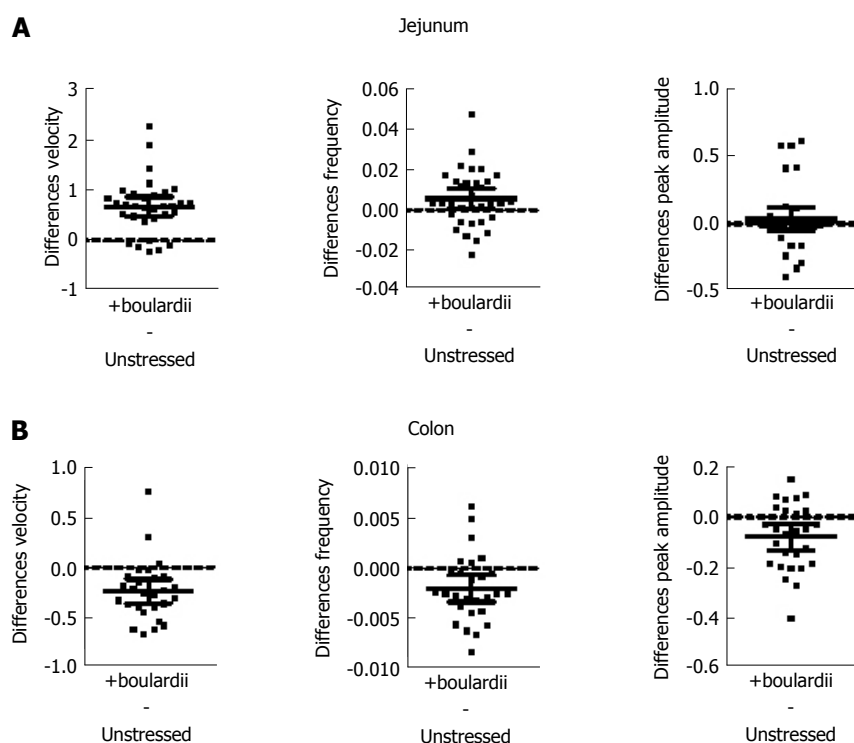 A
Jejunum
Differences velocity
3
2
1
0
-1
+boulardii
-
Unstressed
Differences frequency
0.06
0.04
0.02
0.00
-0.02
-0.04
+boulardii
-
Unstressed
Differences peak amplitude
1.0
0.5
0.0
-0.5
+boulardii
-
Unstressed
B
Colon
Differences velocity
1.0
0.5
0.0
-0.5
-1.0
+boulardii
-
Unstressed
Differences frequency
0.010
0.005
0.000
-0.005
-0.010
+boulardii
-
Unstressed
Differences peak amplitude
0.2
0.0
-0.2
-0.4
-0.6
+boulardii
-
Unstressed